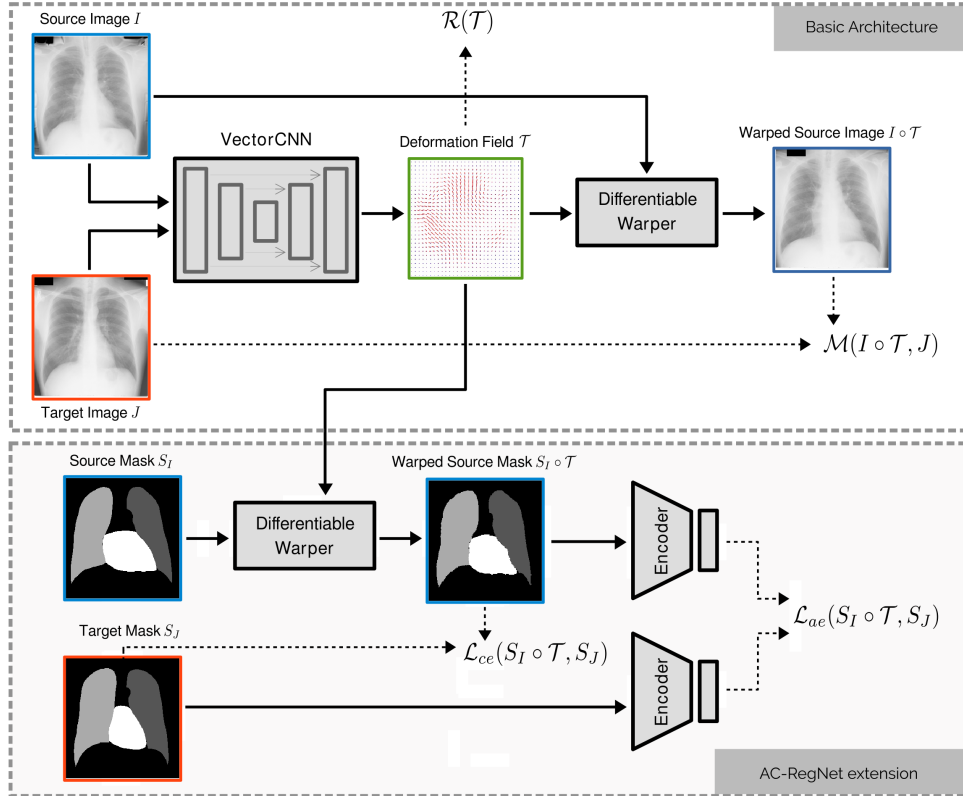 Source Image I
Basic Architecture
R(T)
VectorCNN
Deformation Field T
Warped Source Image I ∘ T
Differentiable
Warper
M(I ∘ T, J)
Target Image J
Source Mask S_I
Warped Source Mask S_I ∘ T
Differentiable
Warper
Encoder
L_ae(S_I ∘ T, S_J)
Target Mask S_J
L_ce(S_I ∘ T, S_J)
Encoder
AC-RegNet extension